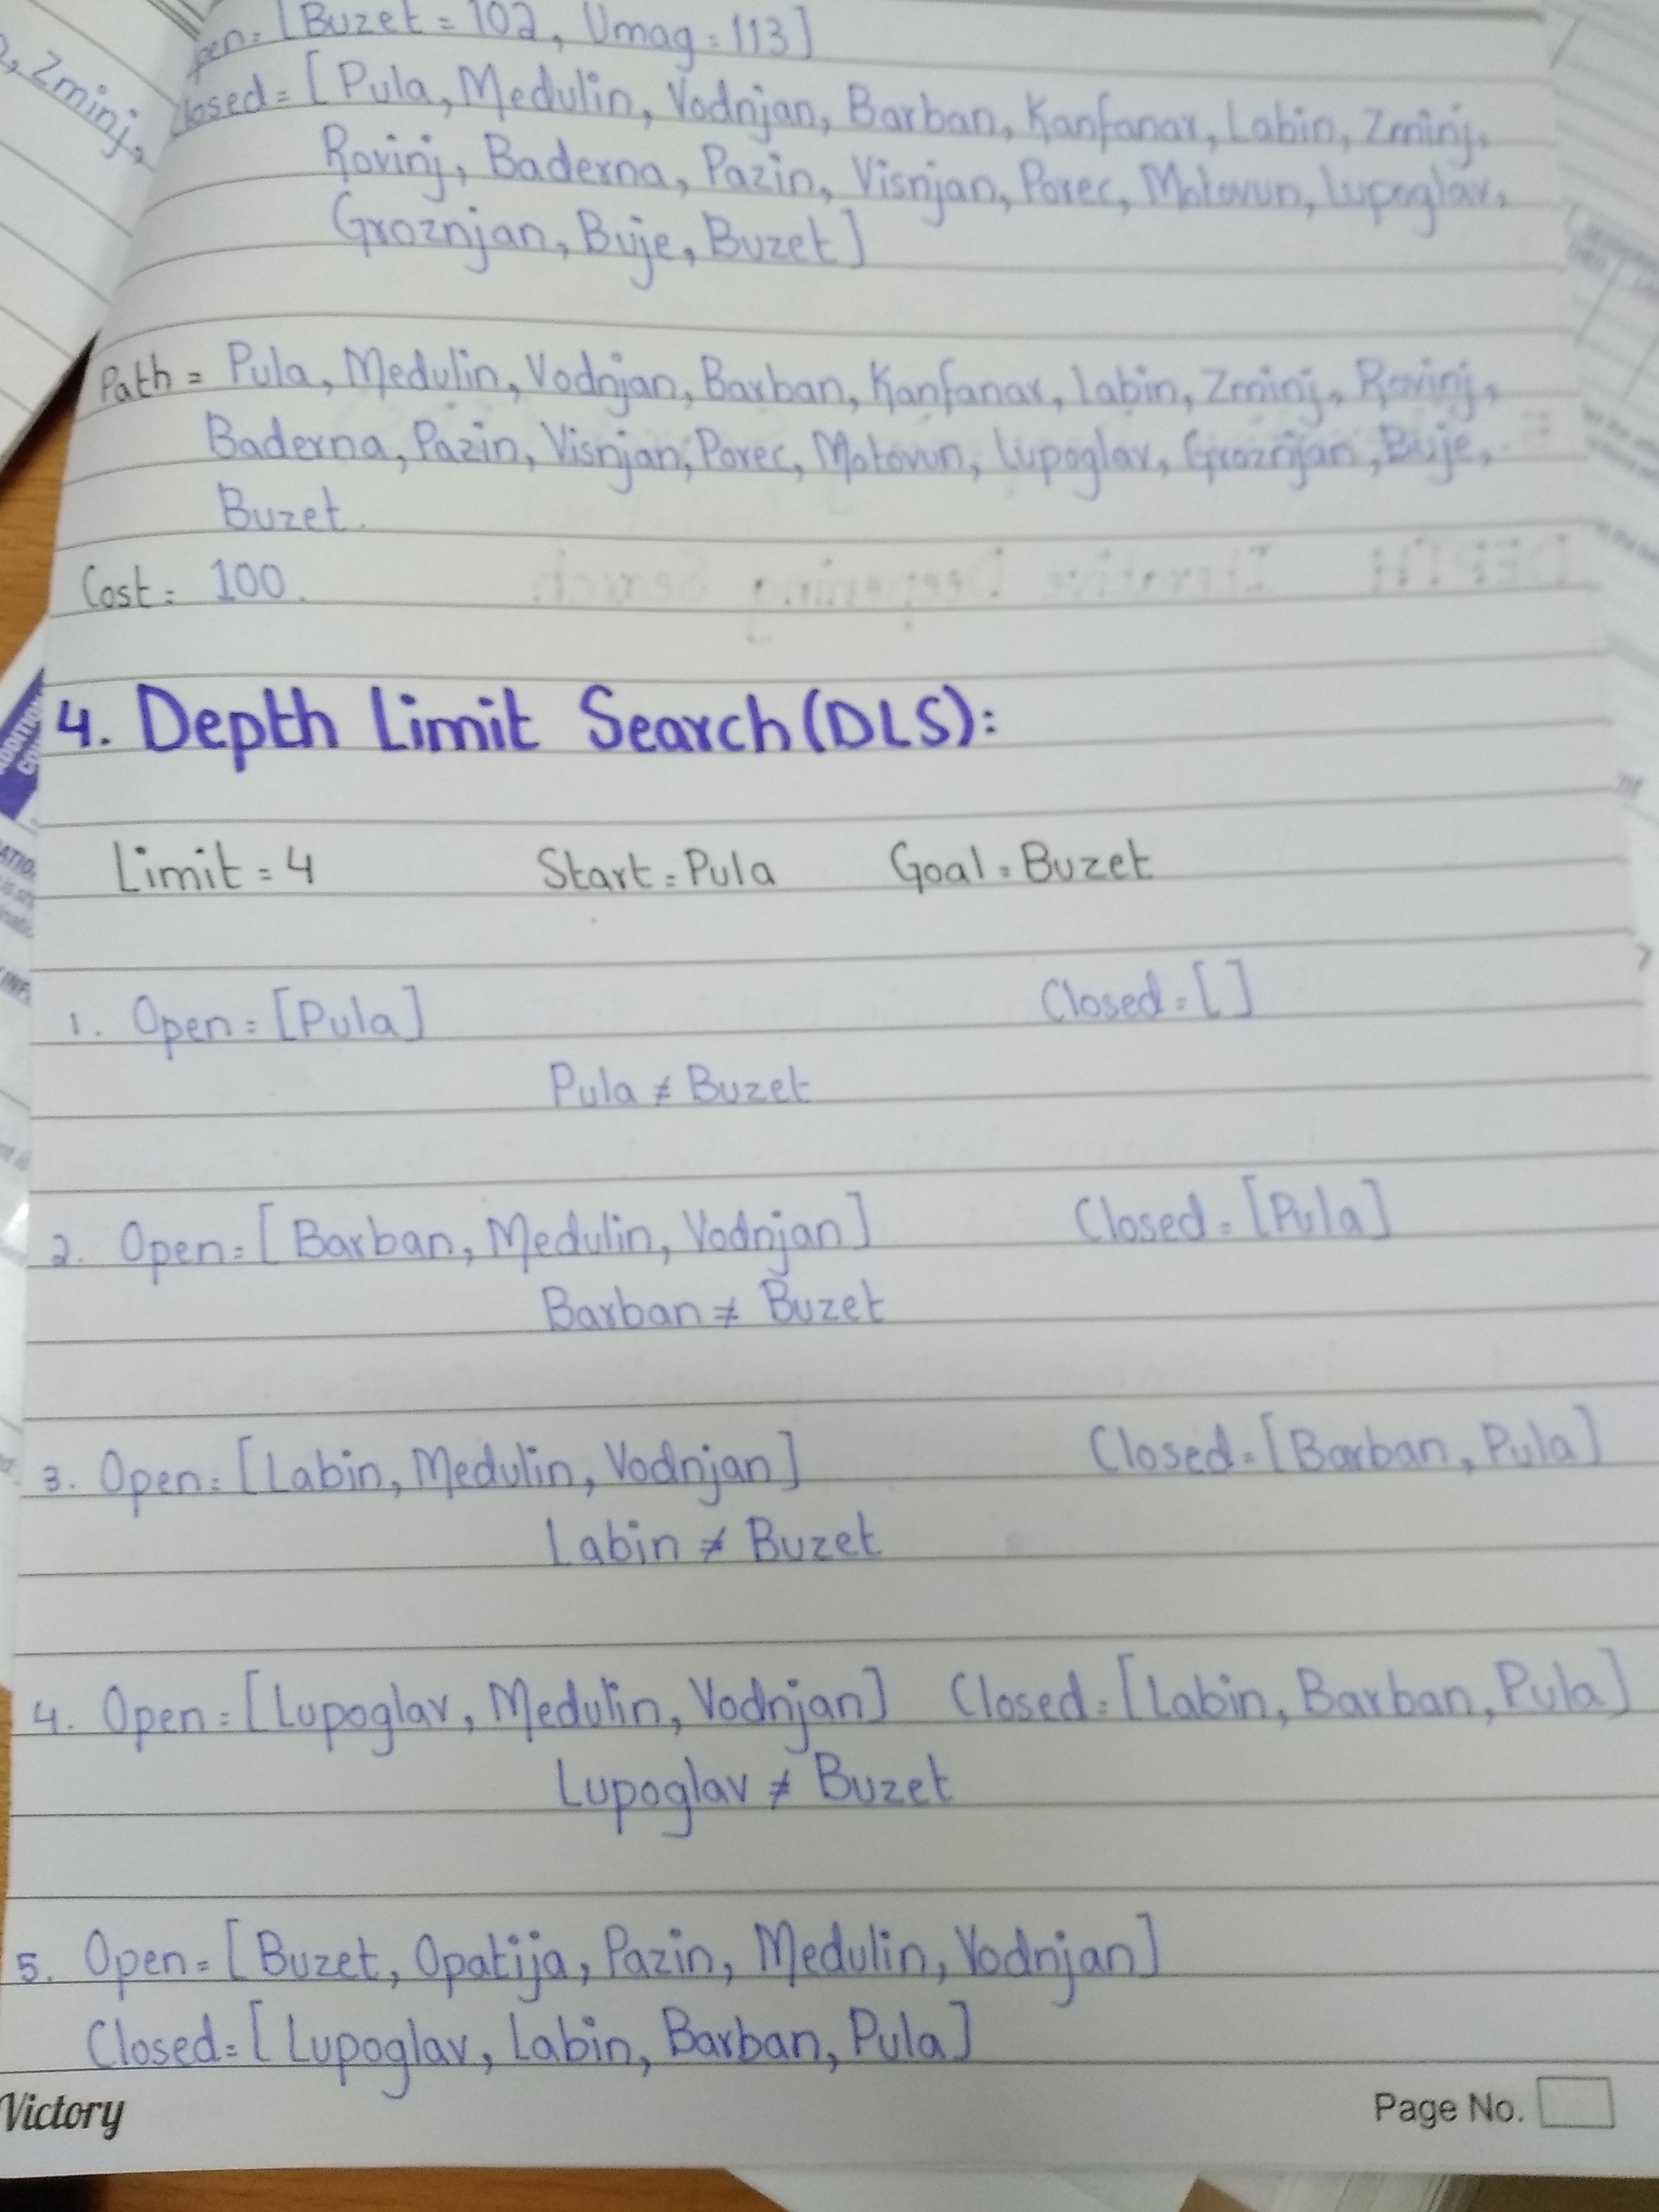 [Buzet = 102, Umag = 113]
Zminj,
Closed = [Pula, Medulin, Vodnjan, Barban, Kanfanar, Labin, Zminj,
Rovinj, Baderna, Pazin, Visnjan, Porec, Motovun, Lupoglav,
Groznjan, Buje, Buzet]
Path = Pula, Medulin, Vodnjan, Barban, Kanfanar, Labin, Zminj, Rovinj,
Baderna, Pazin, Visnjan, Porec, Motovun, Lupoglav, Groznjan, Buje,
Buzet.
Cost = 100.
4. Depth Limit Search (DLS):
Limit = 4 Start = Pula Goal = Buzet
1. Open = [Pula] Closed = [ ]
Pula ≠ Buzet
2. Open = [Barban, Medulin, Vodnjan] Closed = [Pula]
Barban ≠ Buzet
3. Open = [Labin, Medulin, Vodnjan] Closed = [Barban, Pula]
Labin ≠ Buzet
4. Open = [Lupoglav, Medulin, Vodnjan] Closed = [Labin, Barban, Pula]
Lupoglav ≠ Buzet
5. Open = [Buzet, Opatija, Pazin, Medulin, Vodnjan]
Closed = [Lupoglav, Labin, Barban, Pula]
Victory Page No.